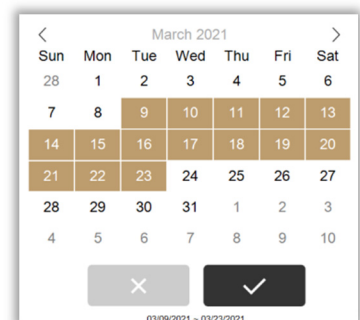 March 2021
Sun Mon Tue Wed Thu Fri Sat
28 1 2 3 4 5 6
7 8 9 10 11 12 13
14 15 16 17 18 19 20
21 22 23 24 25 26 27
28 29 30 31 1 2 3
4 5 6 7 8 9 10
03/09/2021 ~ 03/23/2021